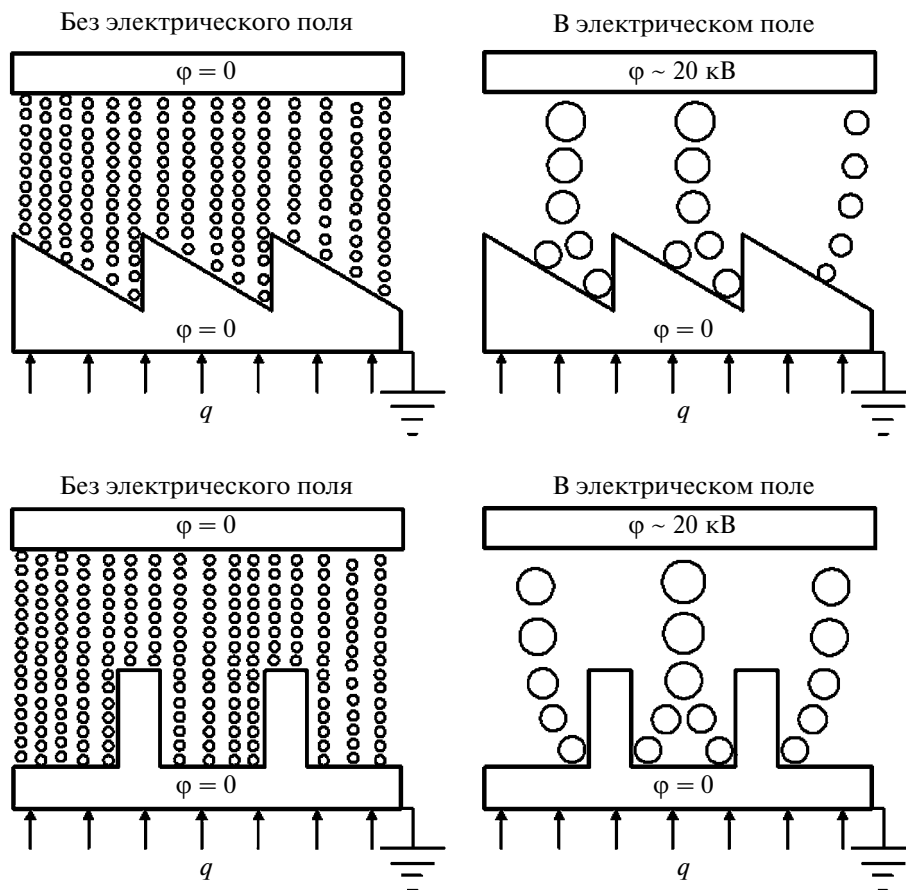 Без электрического поля
В электрическом поле
φ = 0
φ ~ 20 кВ
φ = 0
φ = 0
q
q
Без электрического поля
В электрическом поле
φ = 0
φ ~ 20 кВ
φ = 0
φ = 0
q
q